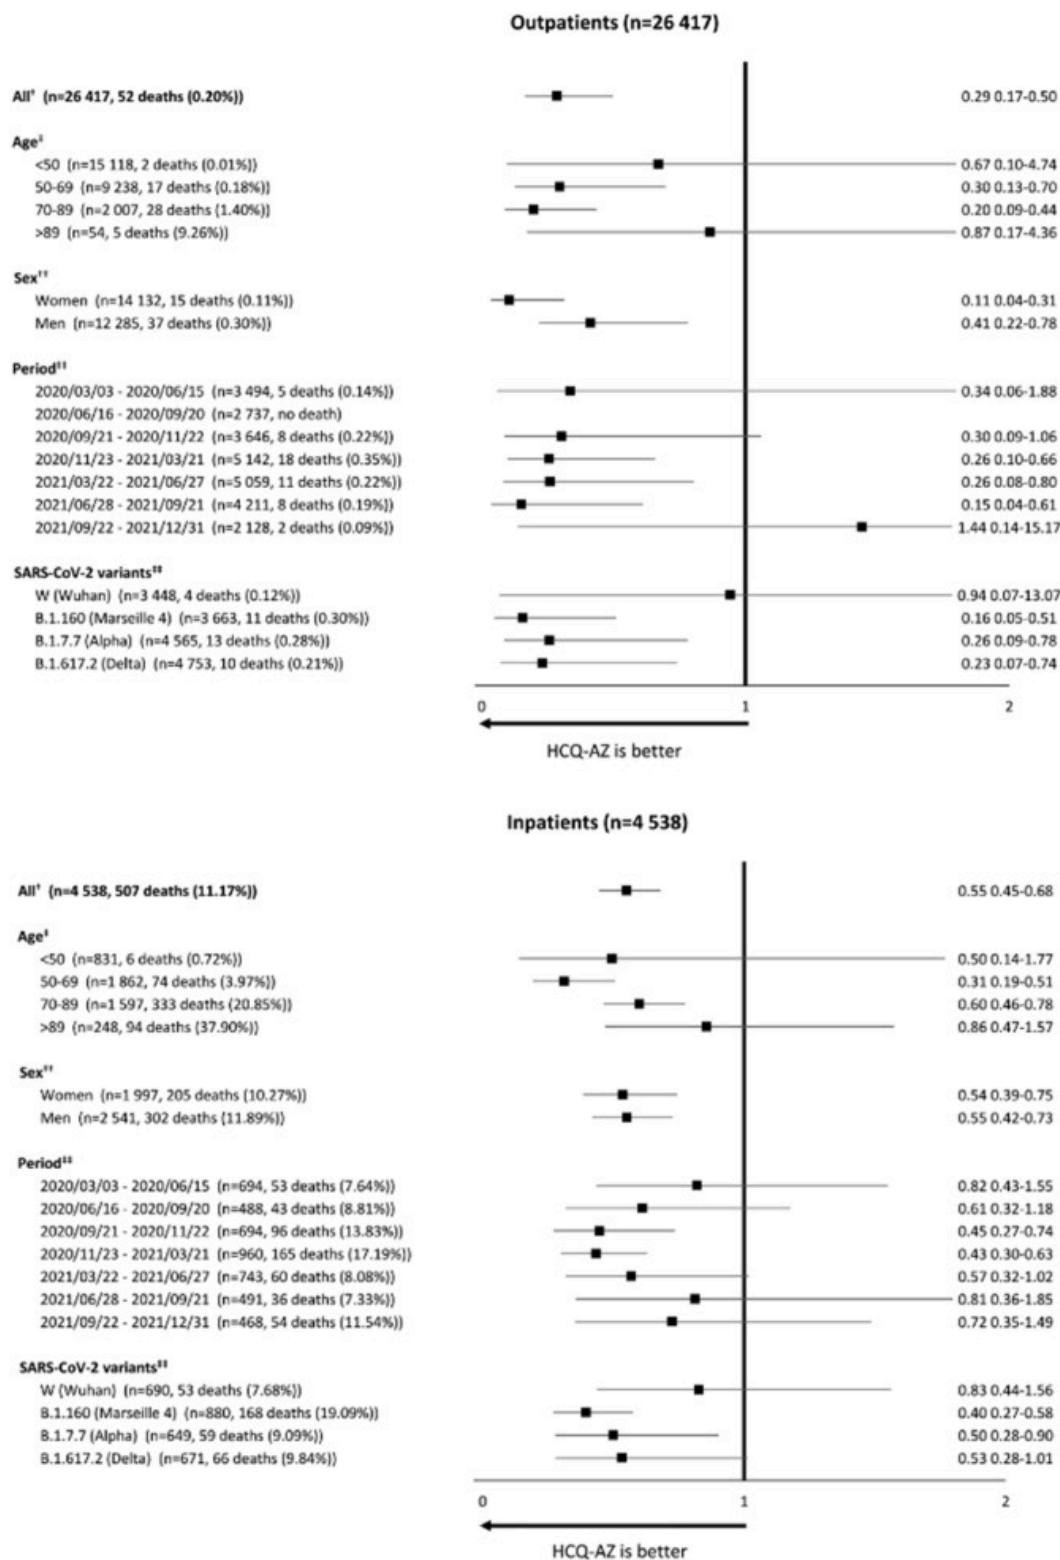 Outpatients (n=26 417)
All† (n=26 417, 52 deaths (0.20%)) 0.29 0.17-0.50
Age‡
<50 (n=15 118, 2 deaths (0.01%)) 0.67 0.10-4.74
50-69 (n=9 238, 17 deaths (0.18%)) 0.30 0.13-0.70
70-89 (n=2 007, 28 deaths (1.40%)) 0.20 0.09-0.44
>89 (n=54, 5 deaths (9.26%)) 0.87 0.17-4.36
Sex††
Women (n=14 132, 15 deaths (0.11%)) 0.11 0.04-0.31
Men (n=12 285, 37 deaths (0.30%)) 0.41 0.22-0.78
Period‡‡
2020/03/03 - 2020/06/15 (n=3 494, 5 deaths (0.14%) 0.34 0.06-1.88
2020/06/16 - 2020/09/20 (n=2 737, no death)
2020/09/21 - 2020/11/22 (n=3 646, 8 deaths (0.22%)) 0.30 0.09-1.06
2020/11/23 - 2021/03/21 (n=5 142, 18 deaths (0.35%)) 0.26 0.10-0.66
2021/03/22 - 2021/06/27 (n=5 059, 11 deaths (0.22%)) 0.26 0.08-0.80
2021/06/28 - 2021/09/21 (n=4 211, 8 deaths (0.19%)) 0.15 0.04-0.61
2021/09/22 - 2021/12/31 (n=2 128, 2 deaths (0.09%)) 1.44 0.14-15.17
SARS-CoV-2 variants‡‡
W (Wuhan) (n=3 448, 4 deaths (0.12%)) 0.94 0.07-13.07
B.1.160 (Marseille 4) (n=3 663, 11 deaths (0.30%)) 0.16 0.05-0.51
B.1.7.7 (Alpha) (n=4 565, 13 deaths (0.28%)) 0.26 0.09-0.78
B.1.617.2 (Delta) (n=4 753, 10 deaths (0.21%)) 0.23 0.07-0.74
0 1 2
HCQ-AZ is better
Inpatients (n=4 538)
All† (n=4 538, 507 deaths (11.17%)) 0.55 0.45-0.68
Age‡
<50 (n=831, 6 deaths (0.72%)) 0.50 0.14-1.77
50-69 (n=1 862, 74 deaths (3.97%)) 0.31 0.19-0.51
70-89 (n=1 597, 333 deaths (20.85%)) 0.60 0.46-0.78
>89 (n=248, 94 deaths (37.90%)) 0.86 0.47-1.57
Sex††
Women (n=1 997, 205 deaths (10.27%)) 0.54 0.39-0.75
Men (n=2 541, 302 deaths (11.89%)) 0.55 0.42-0.73
Period‡‡
2020/03/03 - 2020/06/15 (n=694, 53 deaths (7.64%)) 0.82 0.43-1.55
2020/06/16 - 2020/09/20 (n=488, 43 deaths (8.81%)) 0.61 0.32-1.18
2020/09/21 - 2020/11/22 (n=694, 96 deaths (13.83%)) 0.45 0.27-0.74
2020/11/23 - 2021/03/21 (n=960, 165 deaths (17.19%)) 0.43 0.30-0.63
2021/03/22 - 2021/06/27 (n=743, 60 deaths (8.08%)) 0.57 0.32-1.02
2021/06/28 - 2021/09/21 (n=491, 36 deaths (7.33%)) 0.81 0.36-1.85
2021/09/22 - 2021/12/31 (n=468, 54 deaths (11.54%)) 0.72 0.35-1.49
SARS-CoV-2 variants‡‡
W (Wuhan) (n=690, 53 deaths (7.68%)) 0.83 0.44-1.56
B.1.160 (Marseille 4) (n=880, 168 deaths (19.09%)) 0.40 0.27-0.58
B.1.7.7 (Alpha) (n=649, 59 deaths (9.09%)) 0.50 0.28-0.90
B.1.617.2 (Delta) (n=671, 66 deaths (9.84%)) 0.53 0.28-1.01
0 1 2
HCQ-AZ is better